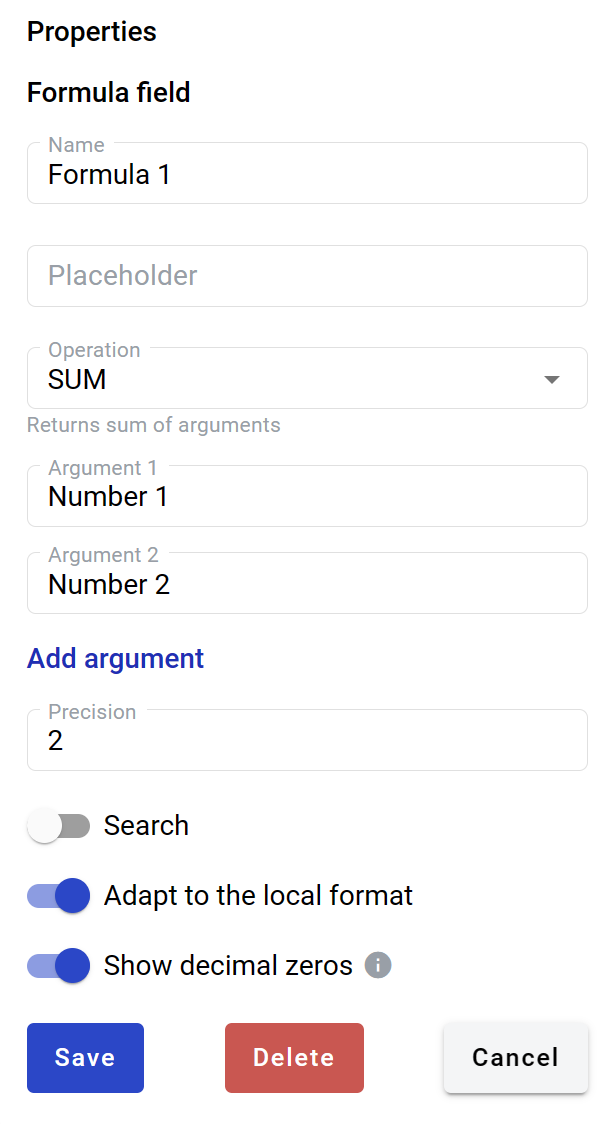 Properties
Formula field
Name
Formula 1
Placeholder
Operation
SUM
Returns sum of arguments
Argument 1
Number 1
Argument 2
Number 2
Add argument
Precision
2
Search
Adapt to the local format
Show decimal zeros
Save Delete Cancel